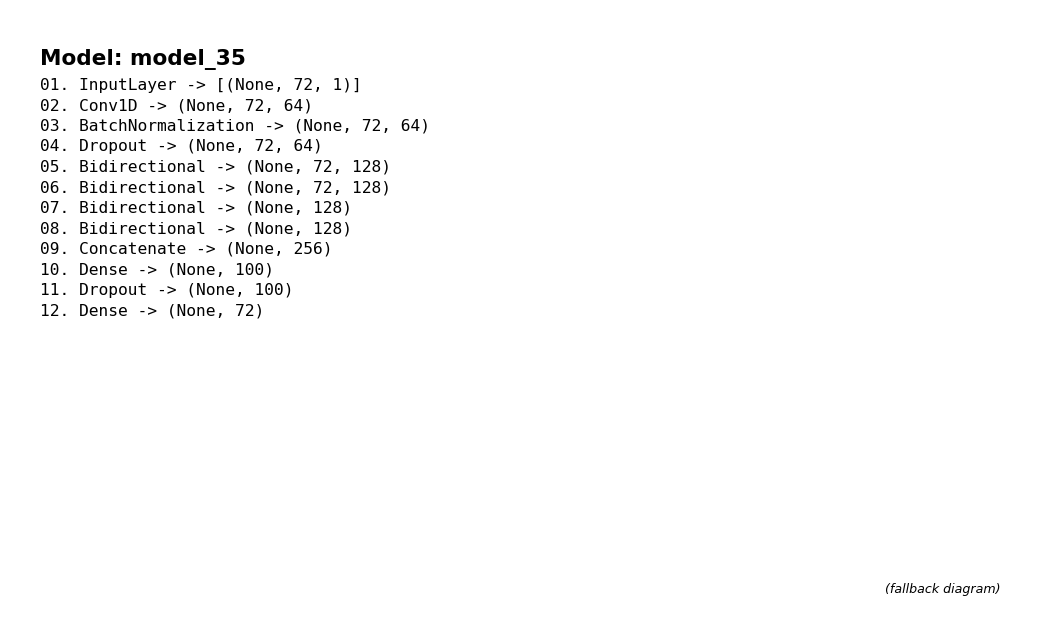 Model: model_35
01. InputLayer -> [(None, 72, 1)]
02. Conv1D -> (None, 72, 64)
03. BatchNormalization -> (None, 72, 64)
04. Dropout -> (None, 72, 64)
05. Bidirectional -> (None, 72, 128)
06. Bidirectional -> (None, 72, 128)
07. Bidirectional -> (None, 128)
08. Bidirectional -> (None, 128)
09. Concatenate -> (None, 256)
10. Dense -> (None, 100)
11. Dropout -> (None, 100)
12. Dense -> (None, 72)
(fallback diagram)